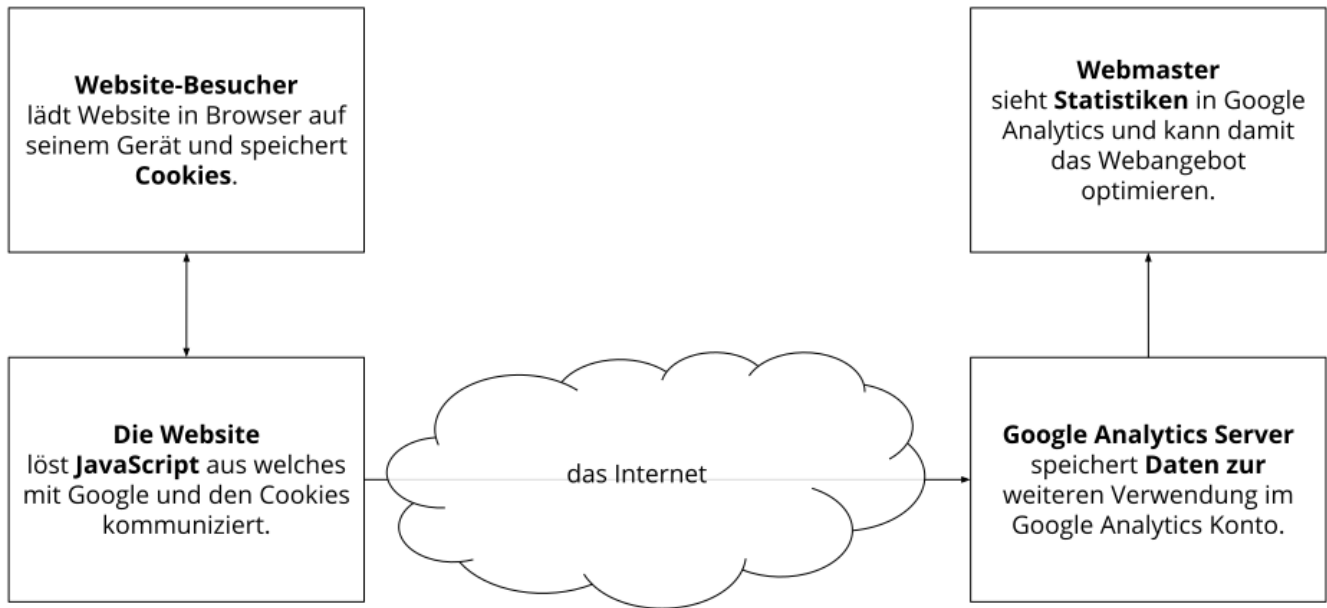 Website-Besucher
lädt Website in Browser auf
seinem Gerät und speichert
Cookies.
Webmaster
sieht Statistiken in Google
Analytics und kann damit
das Webangebot
optimieren.
Die Website
löst JavaScript aus welches
mit Google und den Cookies
kommuniziert.
das Internet
Google Analytics Server
speichert Daten zur
weiteren Verwendung im
Google Analytics Konto.